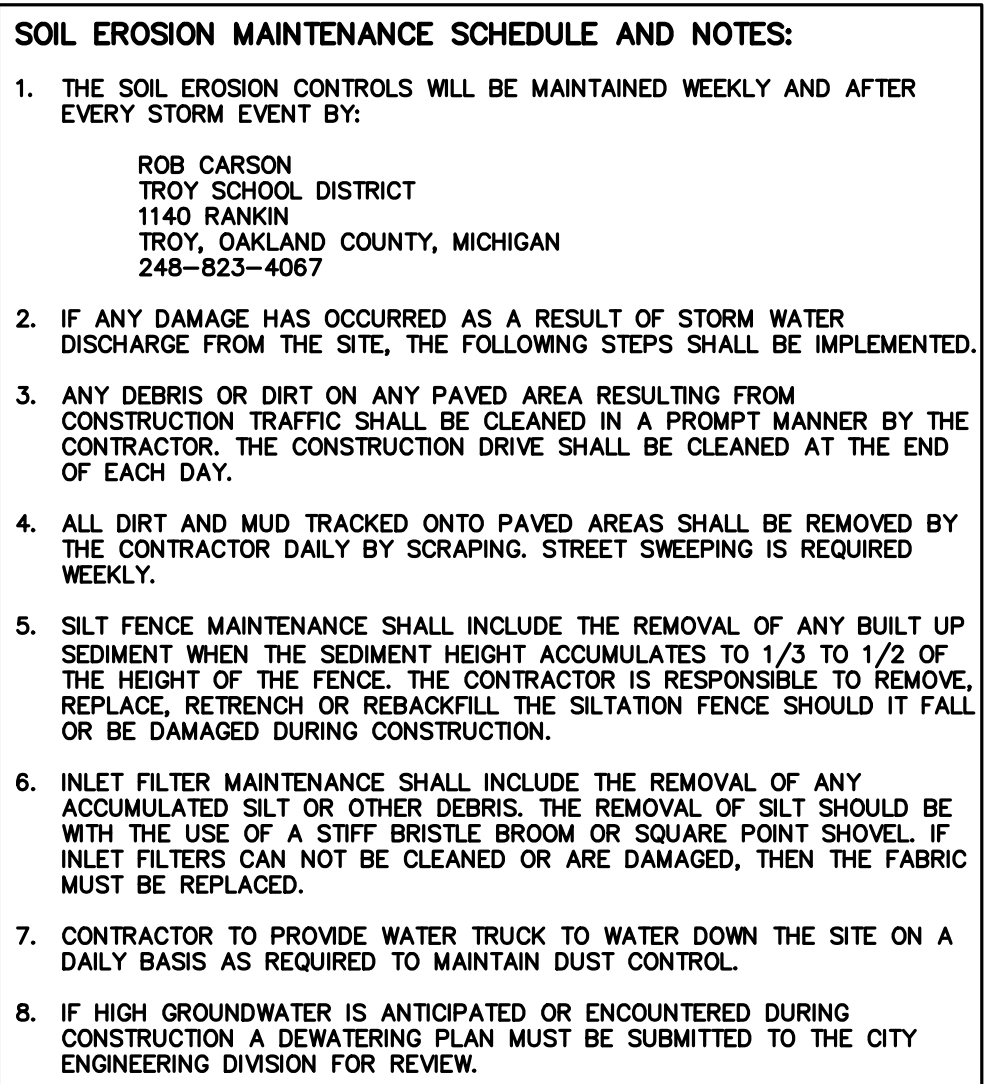 SOIL EROSION MAINTENANCE SCHEDULE AND NOTES:
1. THE SOIL EROSION CONTROLS WILL BE MAINTAINED WEEKLY AND AFTER
EVERY STORM EVENT BY:
ROB CARSON
TROY SCHOOL DISTRICT
1140 RANKIN
TROY, OAKLAND COUNTY, MICHIGAN
248-823-4067
2. IF ANY DAMAGE HAS OCCURRED AS A RESULT OF STORM WATER
DISCHARGE FROM THE SITE, THE FOLLOWING STEPS SHALL BE IMPLEMENTED.
3. ANY DEBRIS OR DIRT ON ANY PAVED AREA RESULTING FROM
CONSTRUCTION TRAFFIC SHALL BE CLEANED IN A PROMPT MANNER BY THE
CONTRACTOR. THE CONSTRUCTION DRIVE SHALL BE CLEANED AT THE END
OF EACH DAY.
4. ALL DIRT AND MUD TRACKED ONTO PAVED AREAS SHALL BE REMOVED BY
THE CONTRACTOR DAILY BY SCRAPING. STREET SWEEPING IS REQUIRED
WEEKLY.
5. SILT FENCE MAINTENANCE SHALL INCLUDE THE REMOVAL OF ANY BUILT UP
SEDIMENT WHEN THE SEDIMENT HEIGHT ACCUMULATES TO 1/3 TO 1/2 OF
THE HEIGHT OF THE FENCE. THE CONTRACTOR IS RESPONSIBLE TO REMOVE,
REPLACE, RETRENCH OR REBACKFILL THE SILTATION FENCE SHOULD IT FALL
OR BE DAMAGED DURING CONSTRUCTION.
6. INLET FILTER MAINTENANCE SHALL INCLUDE THE REMOVAL OF ANY
ACCUMULATED SILT OR OTHER DEBRIS. THE REMOVAL OF SILT SHOULD BE
WITH THE USE OF A STIFF BRISTLE BROOM OR SQUARE POINT SHOVEL. IF
INLET FILTERS CAN NOT BE CLEANED OR ARE DAMAGED, THEN THE FABRIC
MUST BE REPLACED.
7. CONTRACTOR TO PROVIDE WATER TRUCK TO WATER DOWN THE SITE ON A
DAILY BASIS AS REQUIRED TO MAINTAIN DUST CONTROL.
8. IF HIGH GROUNDWATER IS ANTICIPATED OR ENCOUNTERED DURING
CONSTRUCTION A DEWATERING PLAN MUST BE SUBMITTED TO THE CITY
ENGINEERING DIVISION FOR REVIEW.